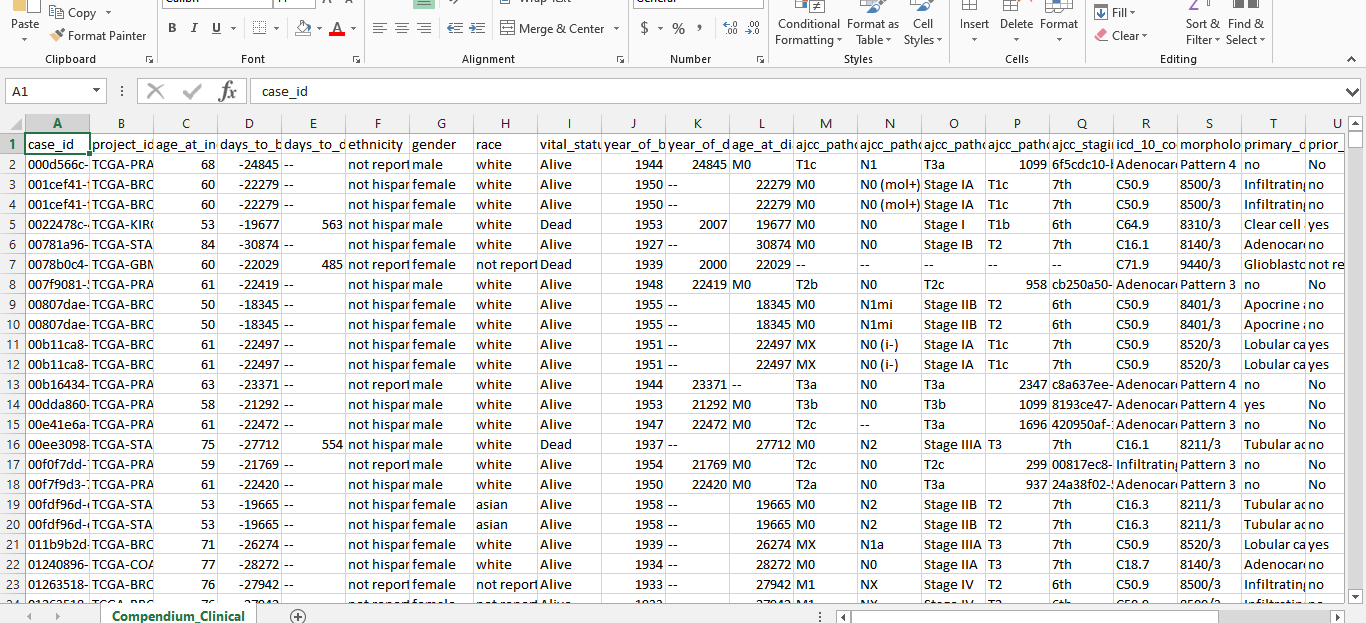 Copy
Paste
Format Painter
Clipboard
B I U A
Font
Merge & Center
Alignment
$ % ,
Number
Conditional Formatting
Format as Table
Cell Styles
Styles
Insert
Delete
Format
Cells
Fill
Clear
Sort & Filter
Find & Select
Editing
A1 fx case_id
A B C D E F G H I J K L M N O P Q R S T U
1 case_id project_id age_at_in days_to_b days_to_d ethnicity gender race vital_statu year_of_b year_of_d age_at_di ajcc_patho ajcc_patho ajcc_patho ajcc_patho ajcc_stagin icd_10_co morpholo primary_d prior_
2 000d566c- TCGA-PRA 68 -24845 -- not report male white Alive 1944 24845 M0 T1c N1 T3a 1099 6f5cdc10- Adenocar Pattern 4 no No
3 001cef41- TCGA-BRC 60 -22279 -- not hispar female white Alive 1950 -- 22279 M0 N0 (mol+) Stage IA T1c 7th C50.9 8500/3 Infiltrating no
4 001cef41- TCGA-BRC 60 -22279 -- not hispar female white Alive 1950 -- 22279 M0 N0 (mol+) Stage IA T1c 7th C50.9 8500/3 Infiltrating no
5 0022478c- TCGA-KIR 53 -19677 563 not hispar male white Dead 1953 2007 19677 M0 N0 Stage I T1b 6th C64.9 8310/3 Clear cell yes
6 00781a96- TCGA-STA 84 -30874 -- not hispar female white Alive 1927 -- 30874 M0 N0 Stage IB T2 7th C16.1 8140/3 Adenocar no
7 0078b0c4- TCGA-GBM 60 -22029 485 not report female not report Dead 1939 2000 22029 -- -- -- -- -- C71.9 9440/3 Glioblasto not re
8 007f9081- TCGA-PRA 61 -22419 -- not hispar male white Alive 1948 22419 M0 T2b N0 T2c 958 cb250a50- Adenocar Pattern 3 no No
9 00807dae- TCGA-BRC 50 -18345 -- not hispar female white Alive 1955 -- 18345 M0 N1mi Stage IIB T2 6th C50.9 8401/3 Apocrine no
10 00807dae- TCGA-BRC 50 -18345 -- not hispar female white Alive 1955 -- 18345 M0 N1mi Stage IIB T2 6th C50.9 8401/3 Apocrine no
11 00b11ca8- TCGA-BRC 61 -22497 -- not hispar female white Alive 1951 -- 22497 MX N0 (i-) Stage IA T1c 7th C50.9 8520/3 Lobular ca yes
12 00b11ca8- TCGA-BRC 61 -22497 -- not hispar female white Alive 1951 -- 22497 MX N0 (i-) Stage IA T1c 7th C50.9 8520/3 Lobular ca yes
13 00b16434- TCGA-PRA 63 -23371 -- not report male white Alive 1944 23371 -- T3a N0 T3a 2347 c8a637ee- Adenocar Pattern 4 no No
14 00dda860- TCGA-PRA 58 -21292 -- not hispar male white Alive 1953 21292 M0 T3b N0 T3b 1099 8193ce47- Adenocar Pattern 4 yes No
15 00e41e6a- TCGA-PRA 61 -22472 -- not hispar male white Alive 1947 22472 M0 T2c -- T3a 1696 420950af- Adenocar Pattern 3 no No
16 00ee3098- TCGA-STA 75 -27712 554 not hispar male white Dead 1937 -- 27712 M0 N2 Stage IIIA T3 7th C16.1 8211/3 Tubular ad no
17 00f0f7dd- TCGA-PRA 59 -21769 -- not report male white Alive 1954 21769 M0 T2c N0 T2c 299 00817ec8- Infiltrating Pattern 3 no No
18 00f7f9d3- TCGA-PRA 61 -22420 -- not hispar male white Alive 1950 22420 M0 T2a N0 T3a 937 24a38f02- Adenocar Pattern 3 no No
19 00fdf96d- TCGA-STA 53 -19665 -- not hispar female asian Alive 1958 -- 19665 M0 N2 Stage IIB T2 7th C16.3 8211/3 Tubular ad no
20 00fdf96d- TCGA-STA 53 -19665 -- not hispar female asian Alive 1958 -- 19665 M0 N2 Stage IIB T2 7th C16.3 8211/3 Tubular ad no
21 011b9b2d- TCGA-BRC 71 -26274 -- not hispar female white Alive 1939 -- 26274 MX N1a Stage IIIA T3 7th C50.9 8520/3 Lobular ca yes
22 01240896- TCGA-COA 77 -28272 -- not hispar female white Alive 1934 -- 28272 M0 N0 Stage IIA T3 7th C18.7 8140/3 Adenocar no
23 01263518- TCGA-BRC 76 -27942 -- not report female not report Alive 1933 -- 27942 M1 NX Stage IV T2 6th C50.9 8500/3 Infiltrating no
Compendium_Clinical